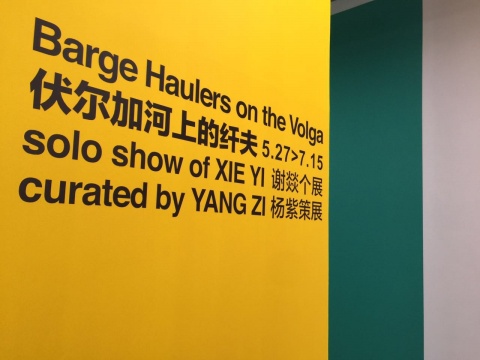 Barge Haulers on the Volga
伏尔加河上的纤夫 5.27>7.15
solo show of XIE YI 谢燚个展
curated by YANG ZI 杨紫策展